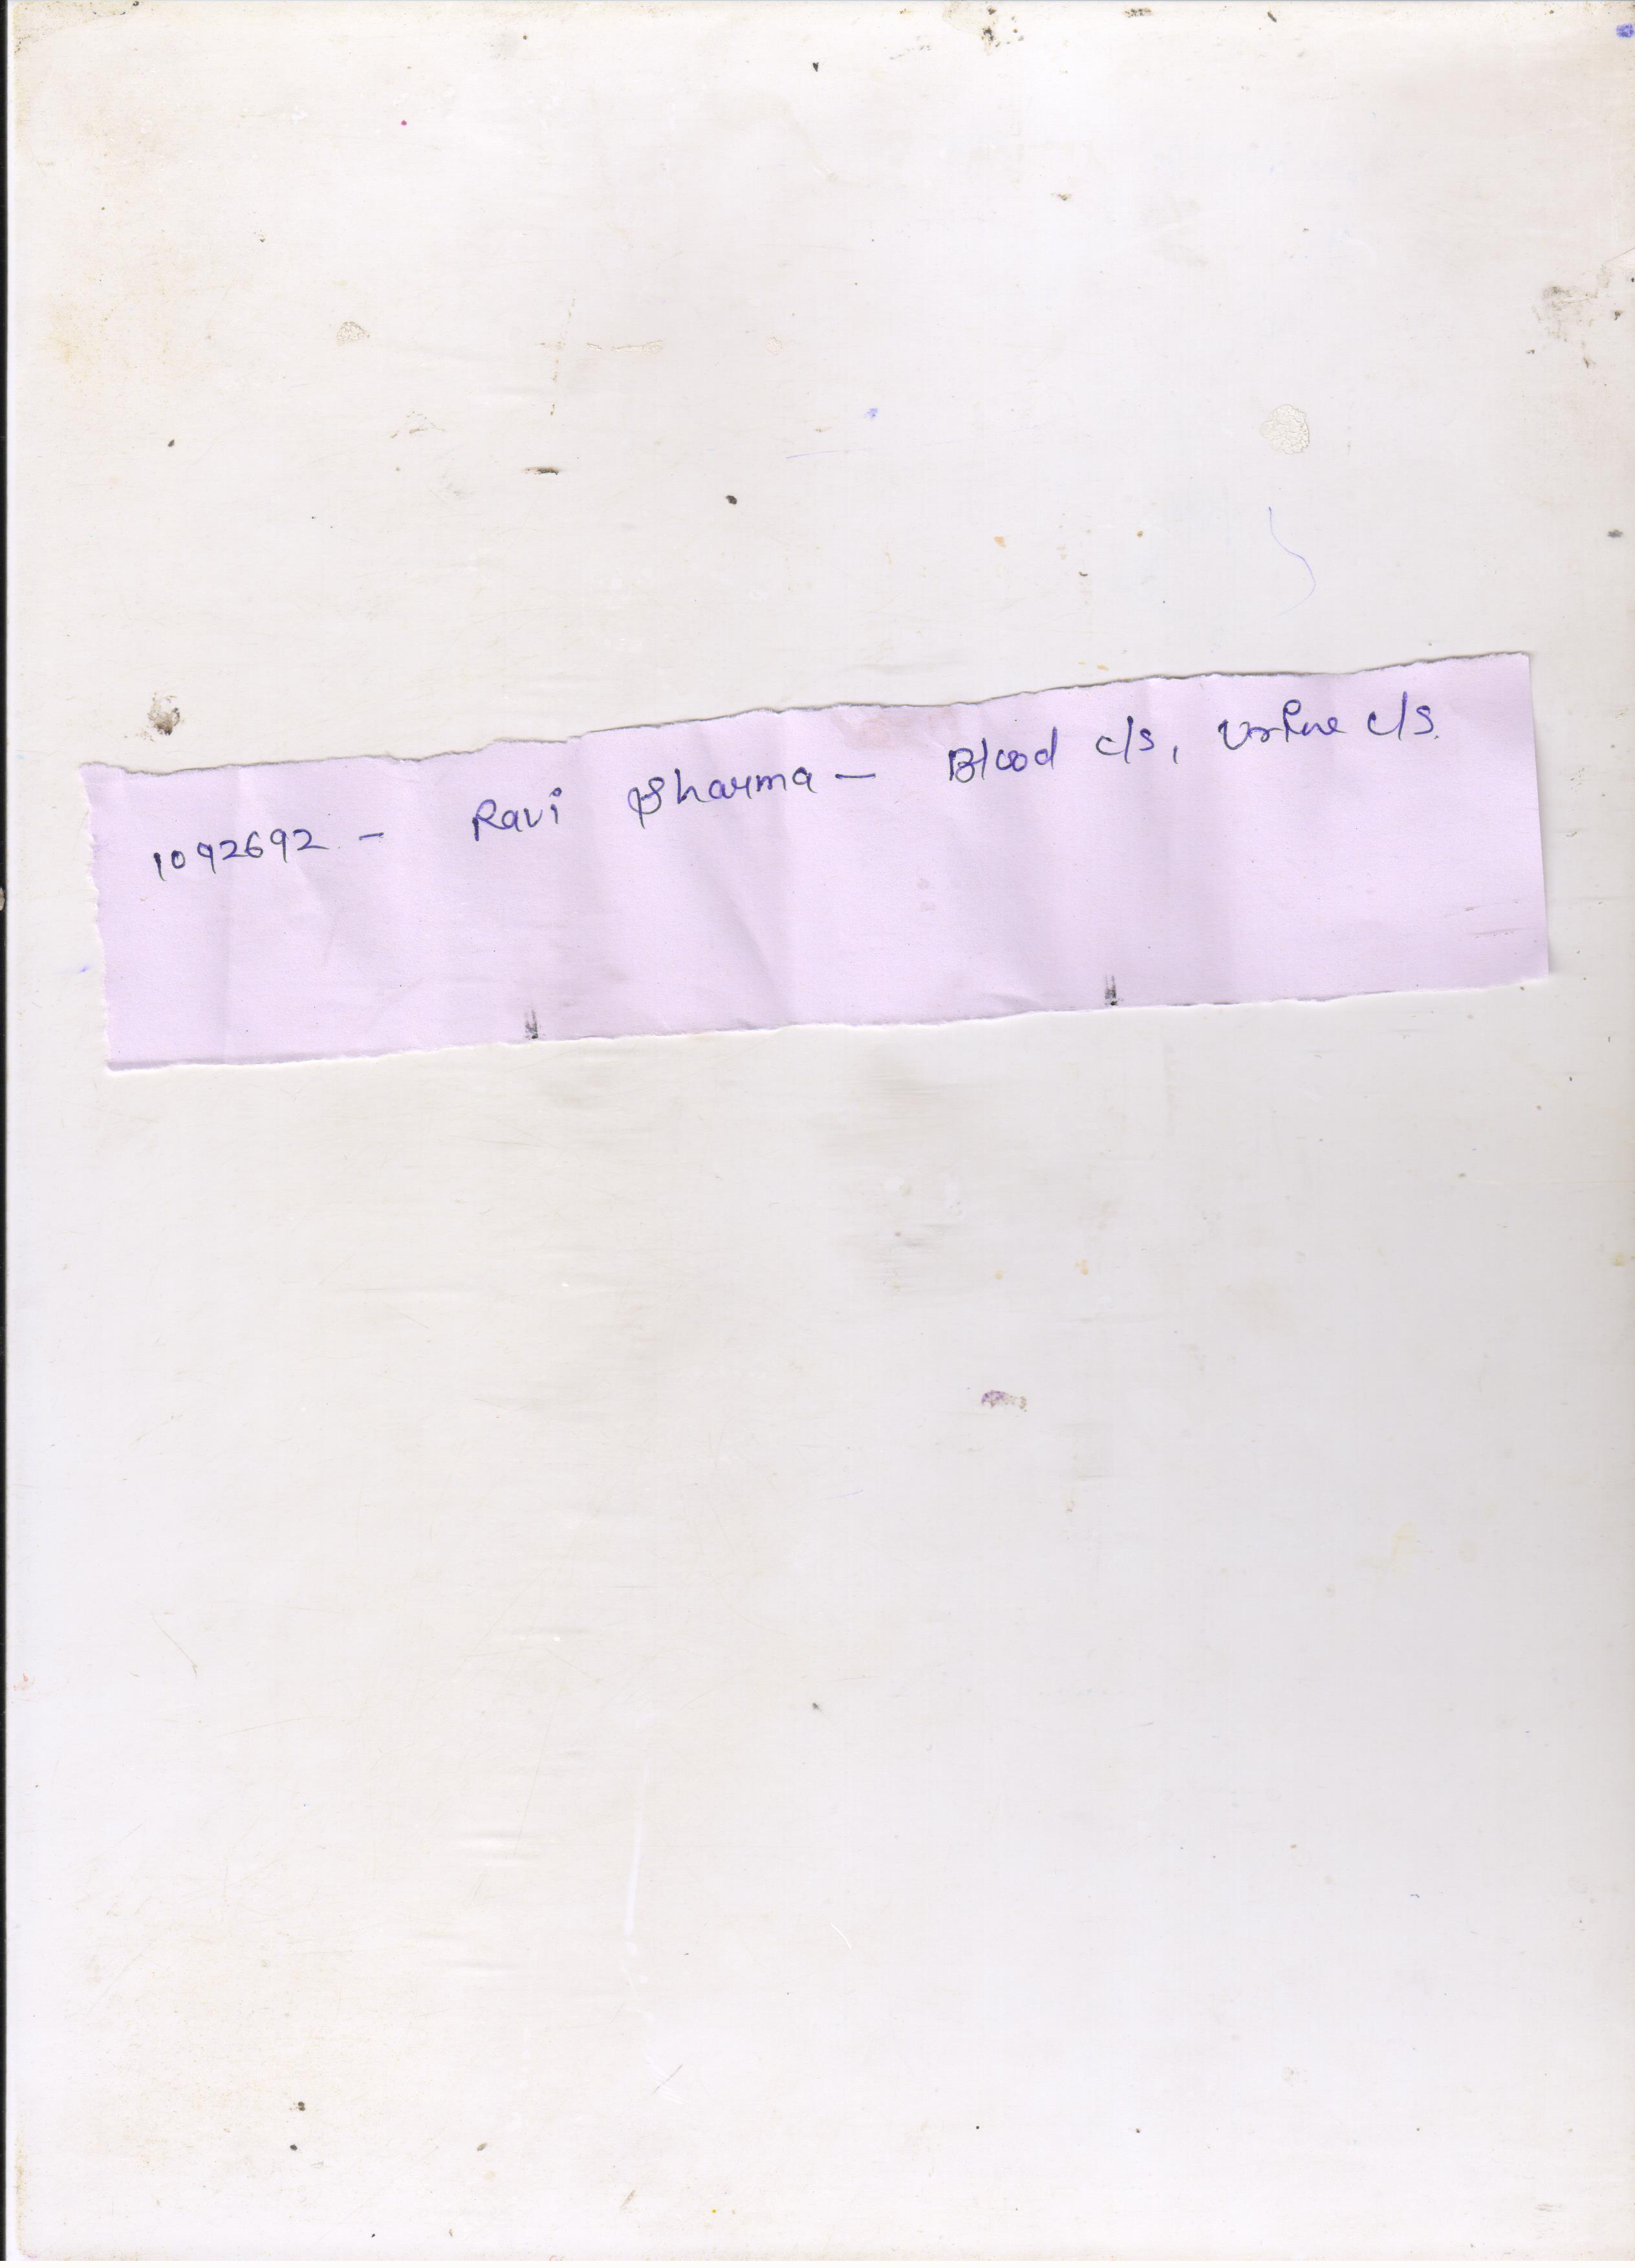 1092692 - Ravi Sharma - Blood c/s, Urine c/s.